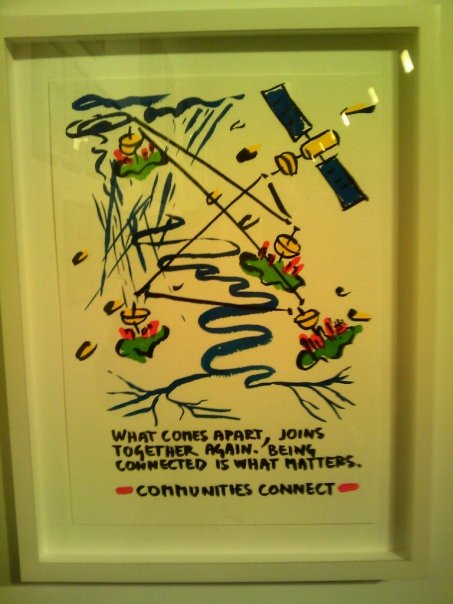 WHAT COMES APART, JOINS
TOGETHER AGAIN. BEING
CONNECTED IS WHAT MATTERS.
COMMUNITIES CONNECT